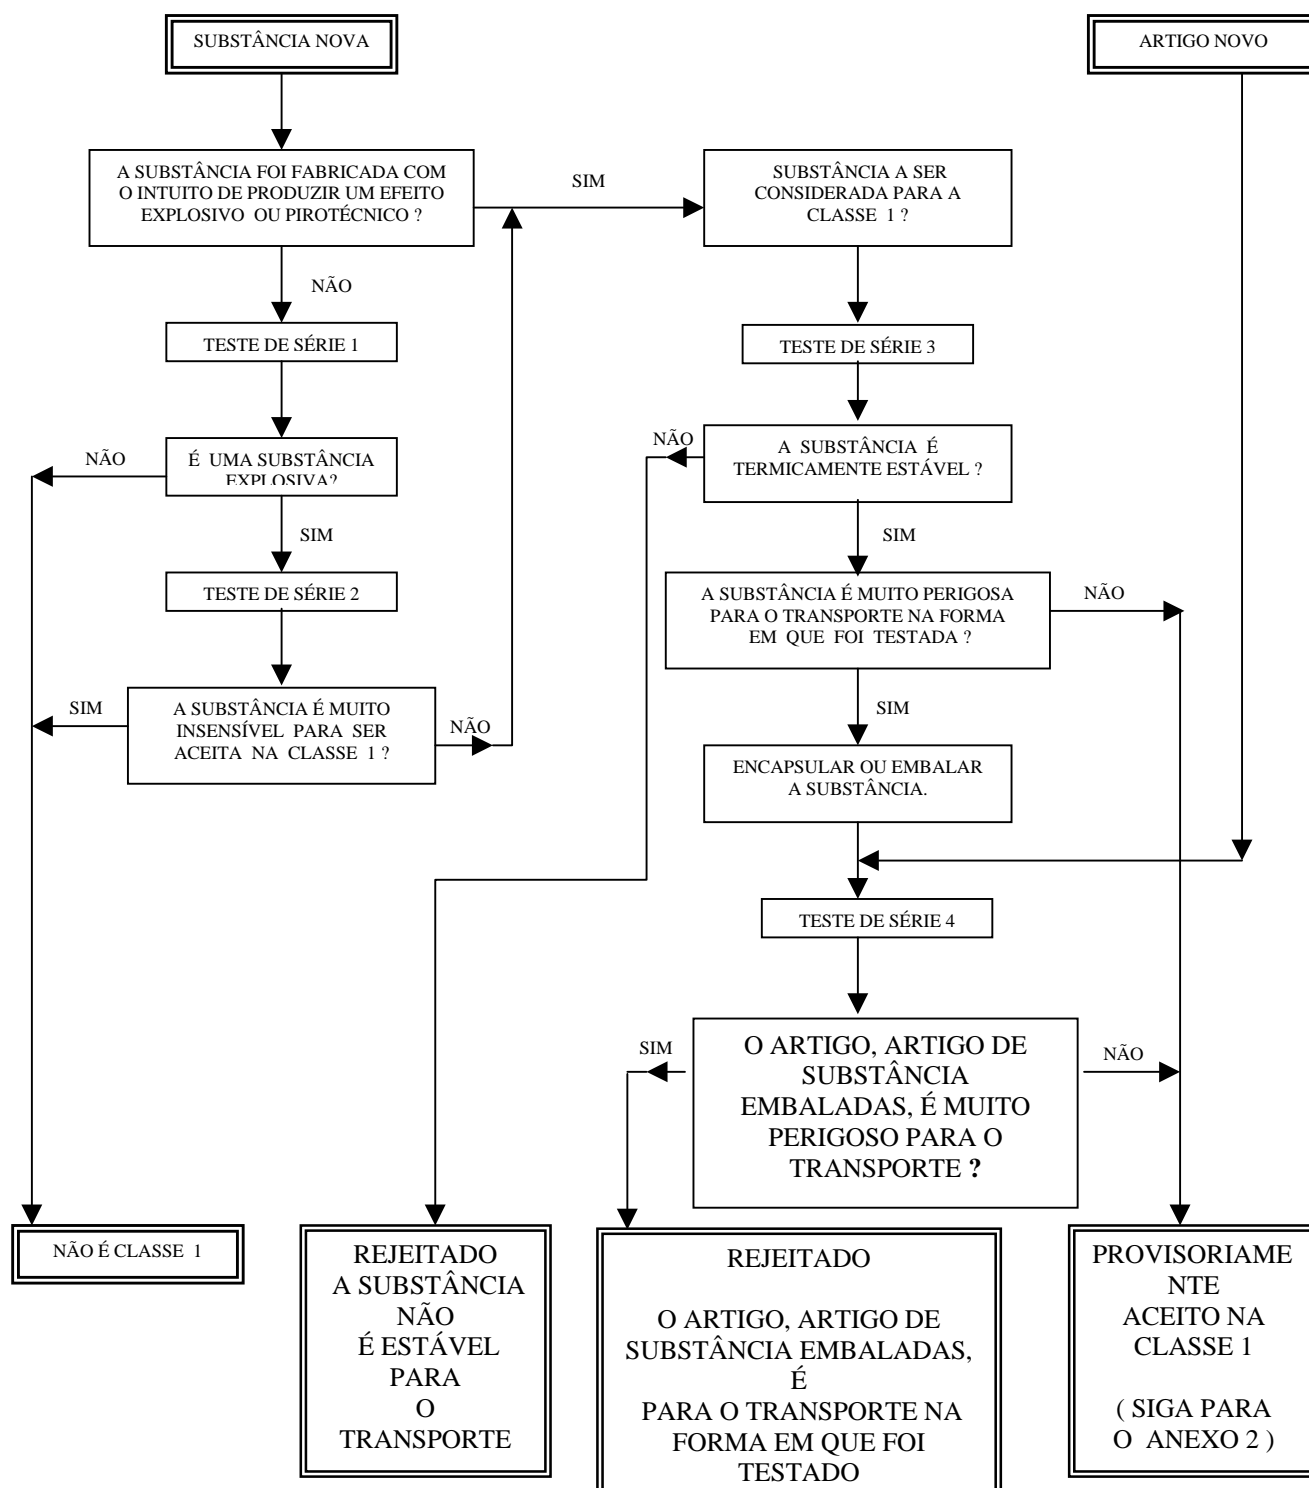 SUBSTÂNCIA NOVA
ARTIGO NOVO
A SUBSTÂNCIA FOI FABRICADA COM
O INTUITO DE PRODUZIR UM EFEITO
EXPLOSIVO OU PIROTÉCNICO ?
SIM
SUBSTÂNCIA A SER
CONSIDERADA PARA A
CLASSE 1 ?
NÃO
TESTE DE SÉRIE 1
TESTE DE SÉRIE 3
NÃO
É UMA SUBSTÂNCIA
EXPLOSIVA?
NÃO
A SUBSTÂNCIA É
TERMICAMENTE ESTÁVEL ?
SIM
SIM
TESTE DE SÉRIE 2
A SUBSTÂNCIA É MUITO PERIGOSA
PARA O TRANSPORTE NA FORMA
EM QUE FOI TESTADA ?
NÃO
SIM
A SUBSTÂNCIA É MUITO
INSENSÍVEL PARA SER
ACEITA NA CLASSE 1 ?
NÃO
SIM
ENCAPSULAR OU EMBALAR
A SUBSTÂNCIA.
TESTE DE SÉRIE 4
SIM
O ARTIGO, ARTIGO DE
SUBSTÂNCIA
EMBALADAS, É MUITO
PERIGOSO PARA O
TRANSPORTE ?
NÃO
NÃO É CLASSE 1
REJEITADO
A SUBSTÂNCIA
NÃO
É ESTÁVEL
PARA
O
TRANSPORTE
REJEITADO
O ARTIGO, ARTIGO DE
SUBSTÂNCIA EMBALADAS,
É
PARA O TRANSPORTE NA
FORMA EM QUE FOI
TESTADO
PROVISORIAME
NTE
ACEITO NA
CLASSE 1
( SIGA PARA
O ANEXO 2 )